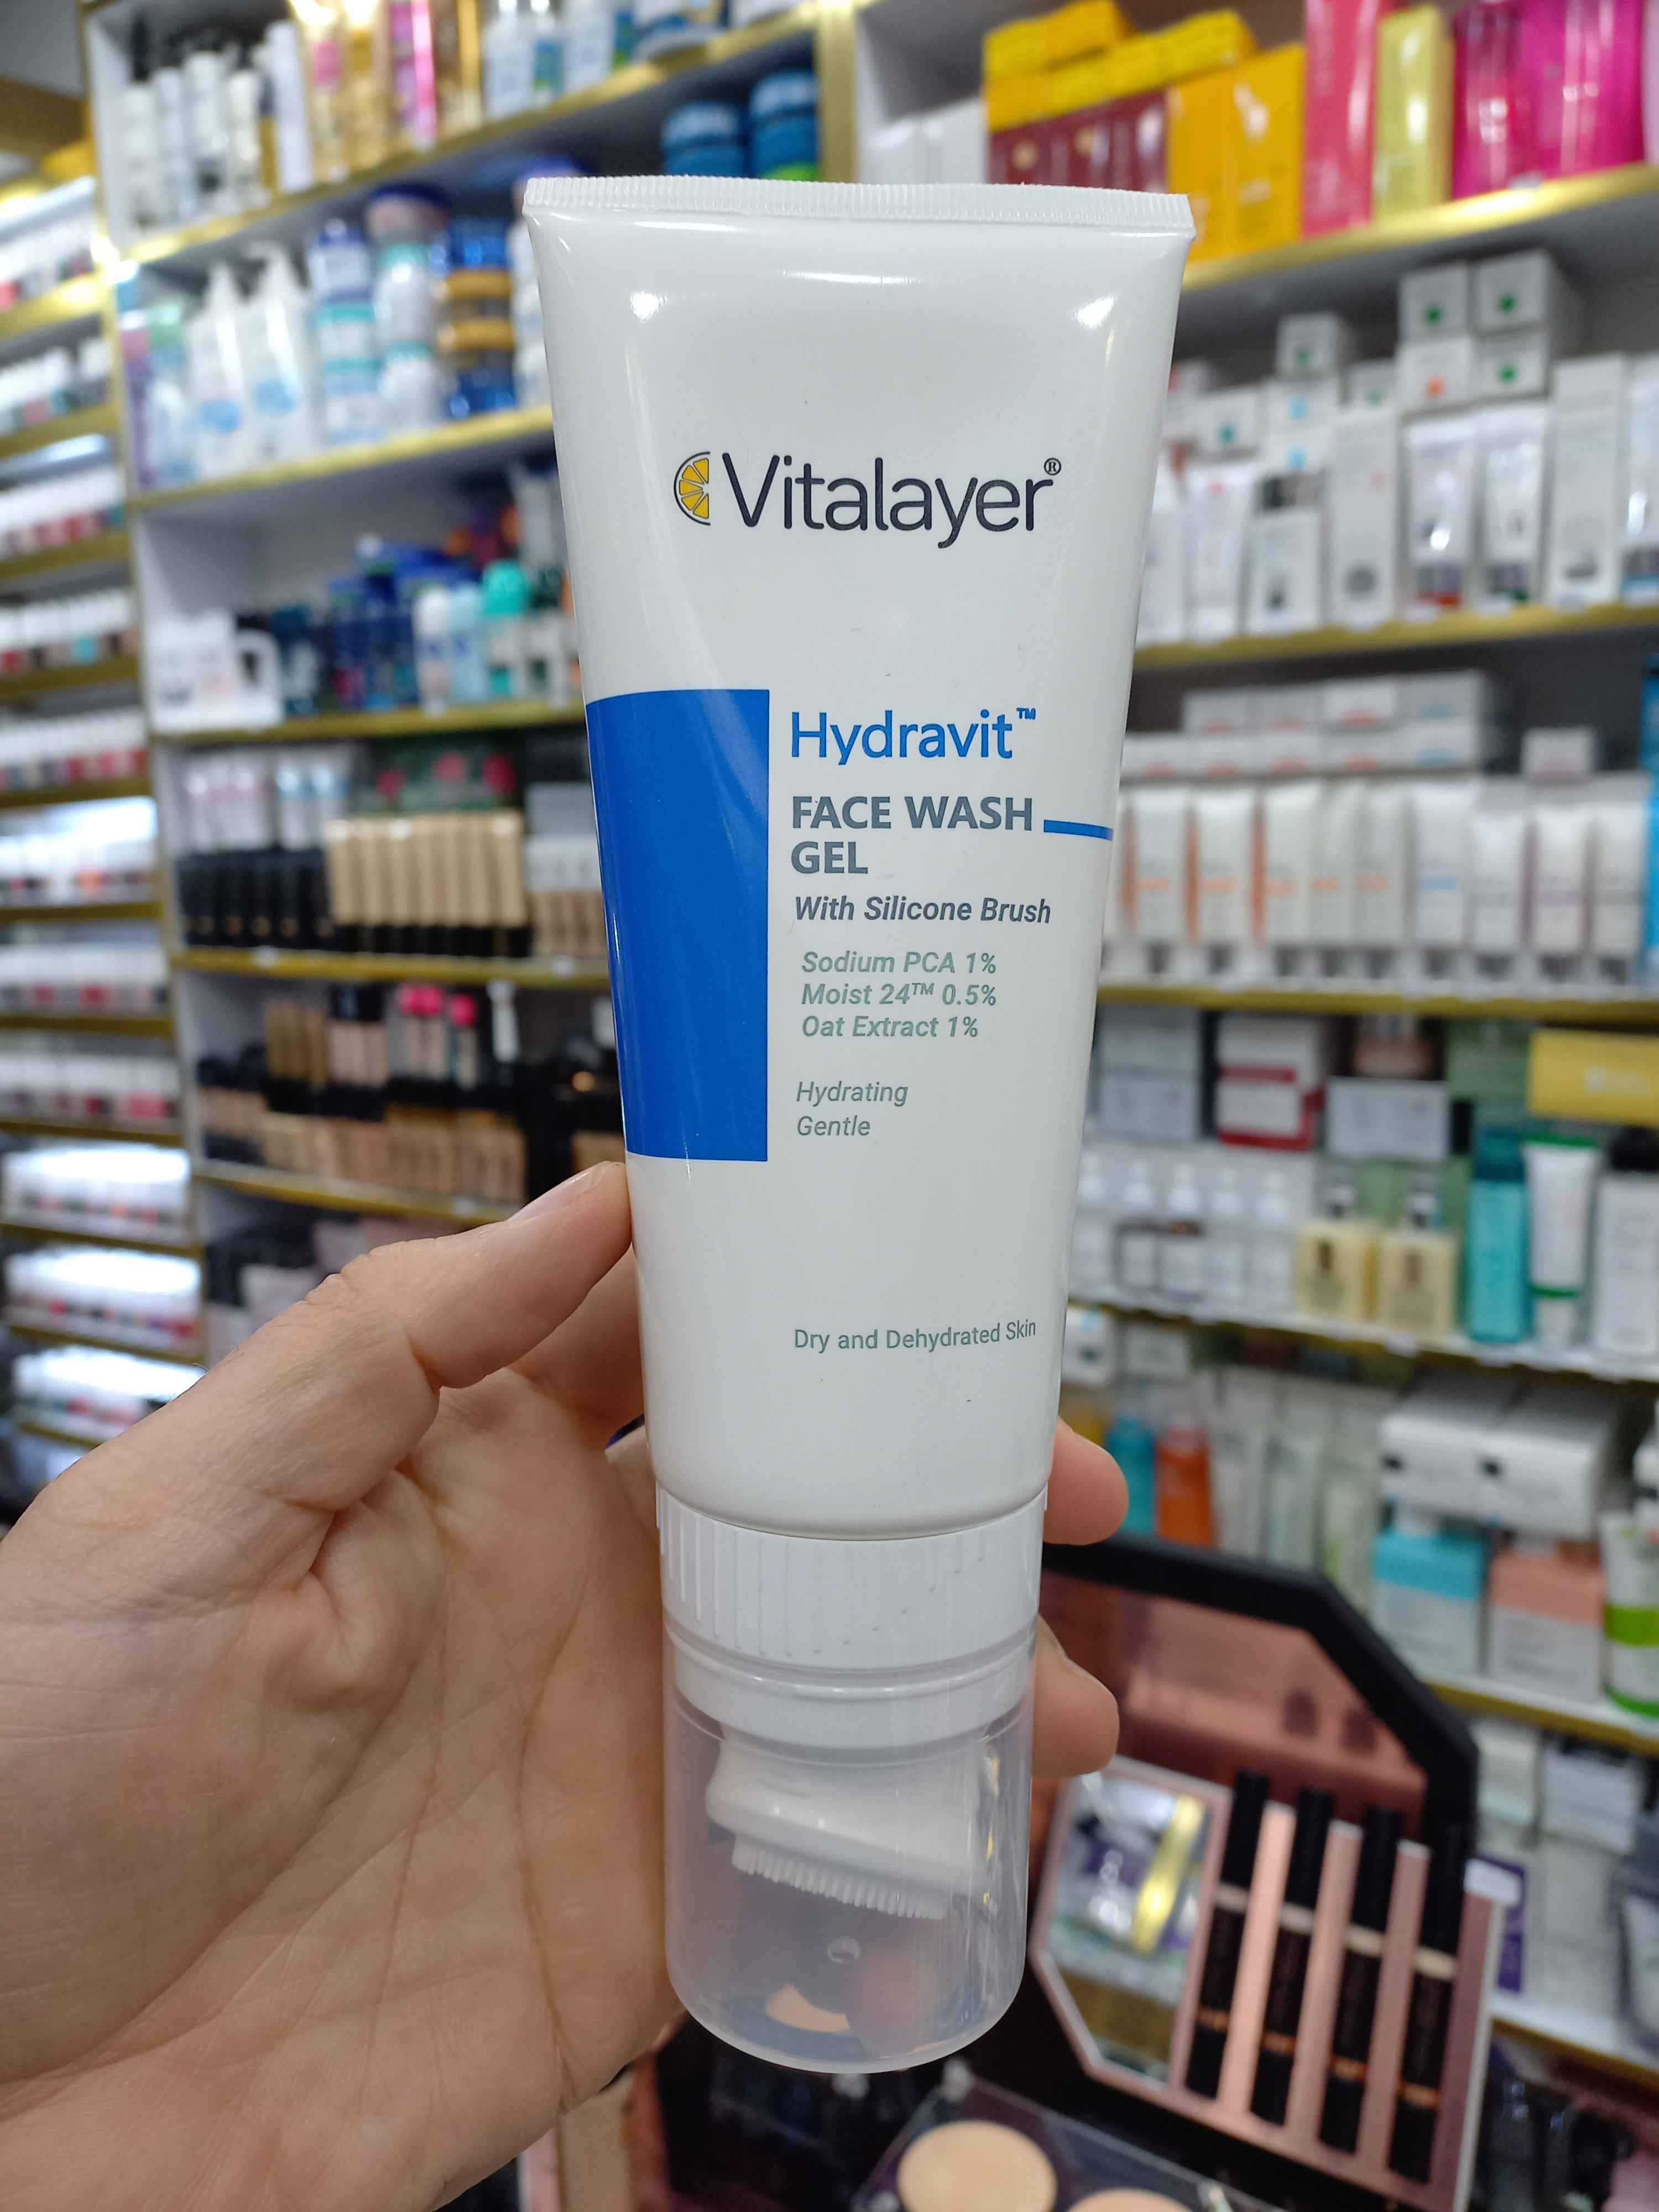 Vitalayer®
Hydravit™
FACE WASH
GEL
With Silicone Brush
Sodium PCA 1%
Moist 24™ 0.5%
Oat Extract 1%
Hydrating
Gentle
Dry and Dehydrated Skin